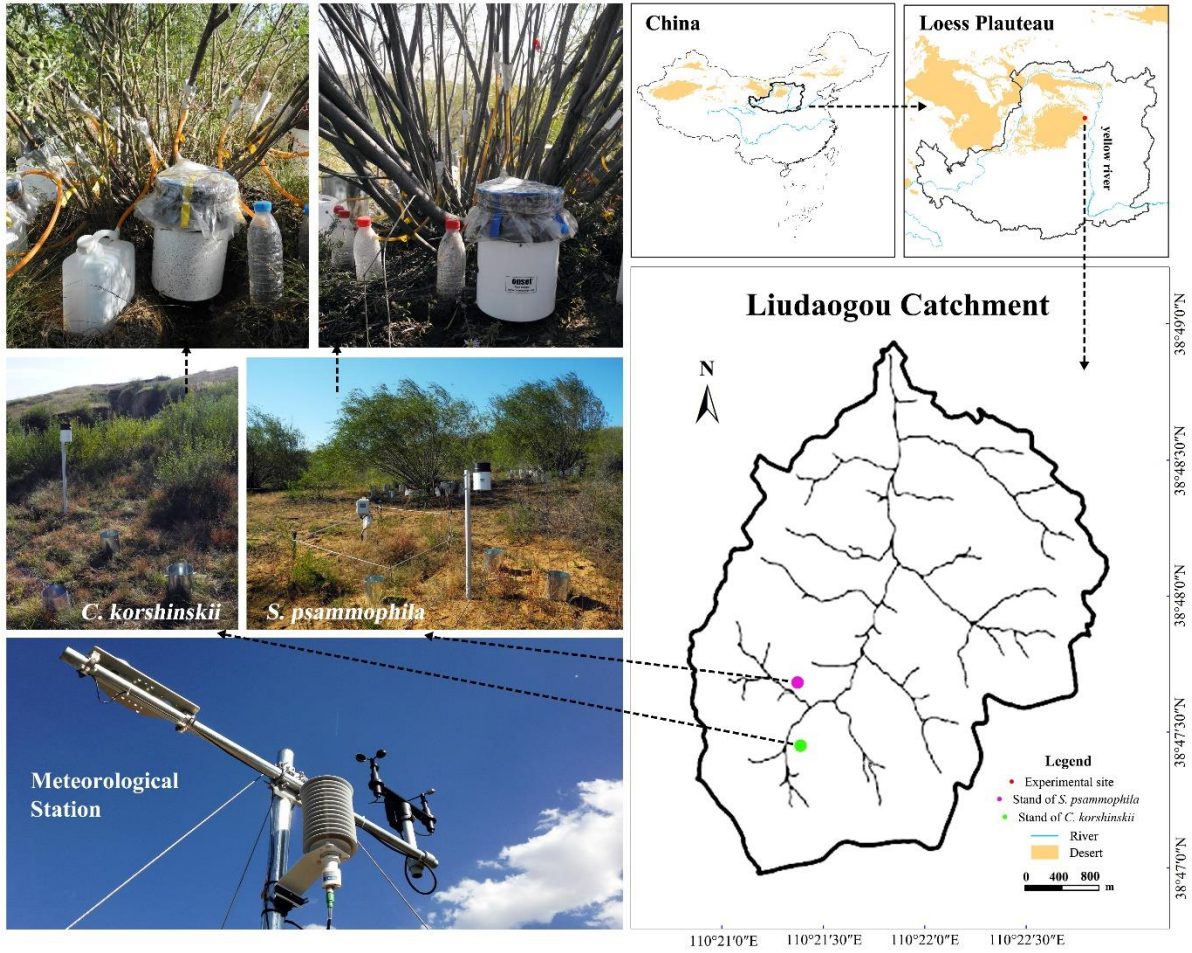 China
Loess Plauteau
yellow river
onset
C. korshinskii
S. psammophila
Meteorological
Station
Liudaogou Catchment
N
38°49'0"N
38°48'30"N
38°48'0"N
38°47'30"N
38°47'0"N
Legend
Experimental site
Stand of S. psammophila
Stand of C. korshinskii
River
Desert
0 400 800
m
110°21'0"E 110°21'30"E 110°22'0"E 110°22'30"E